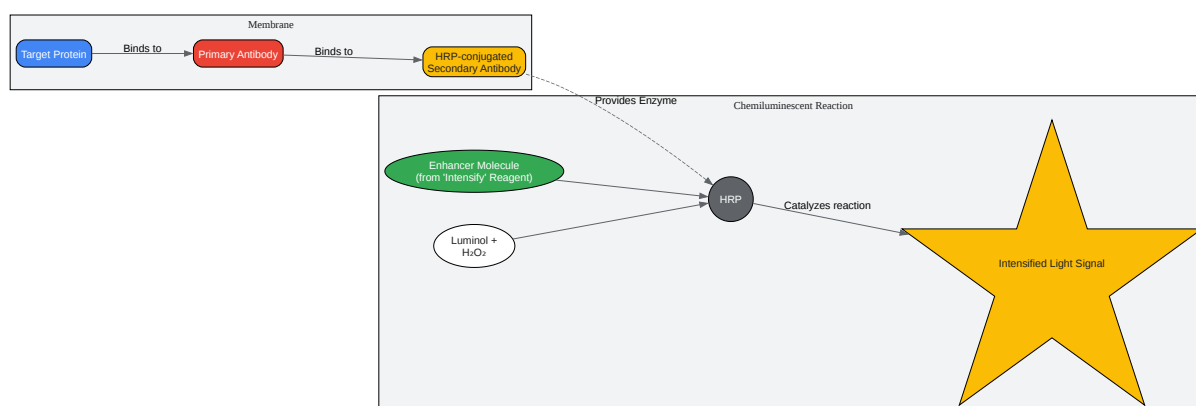 Membrane
Target Protein
Binds to
Primary Antibody
Binds to
HRP-conjugated
Secondary Antibody
Provides Enzyme
Chemiluminescent Reaction
Enhancer Molecule
(from 'Intensify' Reagent)
HRP
Catalyzes reaction
Luminol +
H₂O₂
Intensified Light Signal